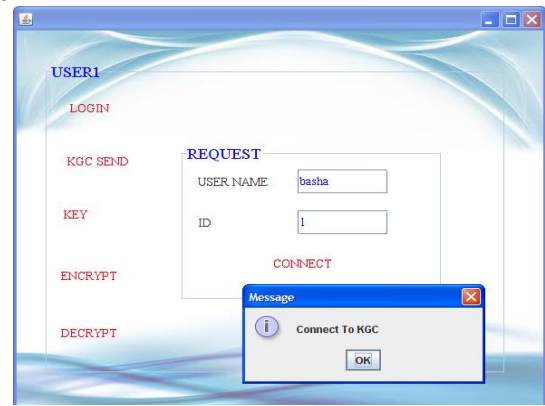 USER1
LOGIN
KGC SEND
REQUEST
USER NAME basha
KEY
ID 1
CONNECT
ENCRYPT
Message
DECRYPT
Connect To KGC
OK